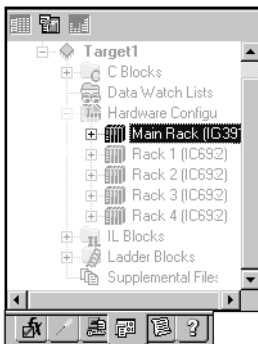 Target1
C Blocks
Data Watch Lists
Hardware Configu
Main Rack (IG397
Rack 1 (IC692)
Rack 2 (IC692)
Rack 3 (IC692)
Rack 4 (IC692)
IL Blocks
Ladder Blocks
Supplemental Files